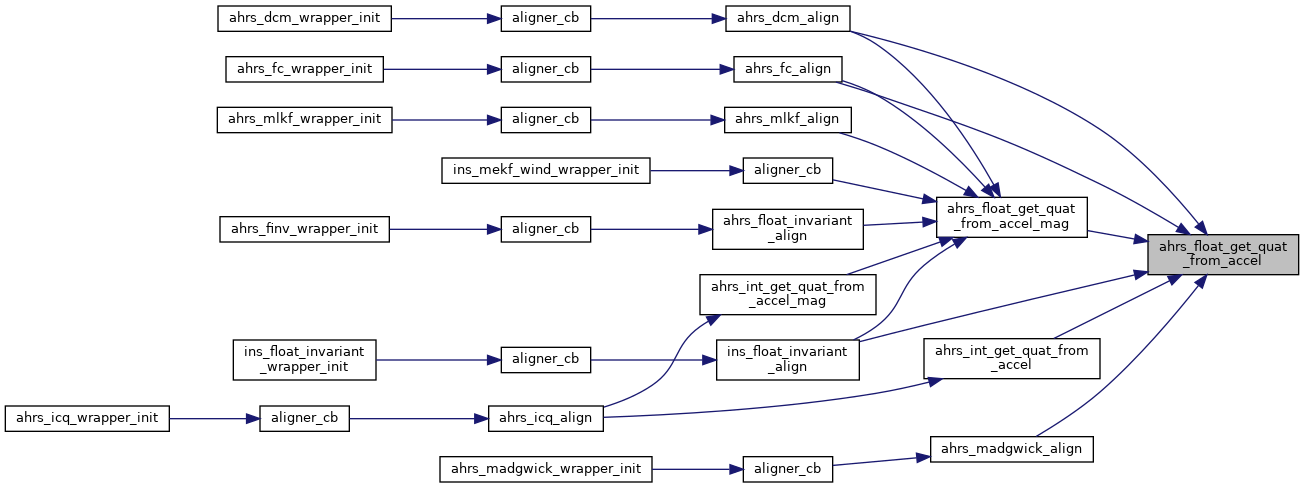 ahrs_dcm_wrapper_init
aligner_cb
ahrs_dcm_align
ahrs_fc_wrapper_init
aligner_cb
ahrs_fc_align
ahrs_mlkf_wrapper_init
aligner_cb
ahrs_mlkf_align
ins_mekf_wind_wrapper_init
aligner_cb
ahrs_float_get_quat
_from_accel_mag
ahrs_finv_wrapper_init
aligner_cb
ahrs_float_invariant
_align
ahrs_float_get_quat
_from_accel
ahrs_int_get_quat_from
_accel_mag
ins_float_invariant
_wrapper_init
aligner_cb
ins_float_invariant
_align
ahrs_int_get_quat_from
_accel
ahrs_icq_wrapper_init
aligner_cb
ahrs_icq_align
ahrs_madgwick_align
ahrs_madgwick_wrapper_init
aligner_cb